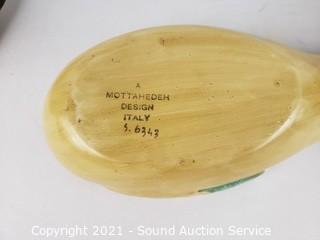 A
MOTTAHEDEH
DESIGN
ITALY
S. 6343
Copyright 2021 - Sound Auction Service